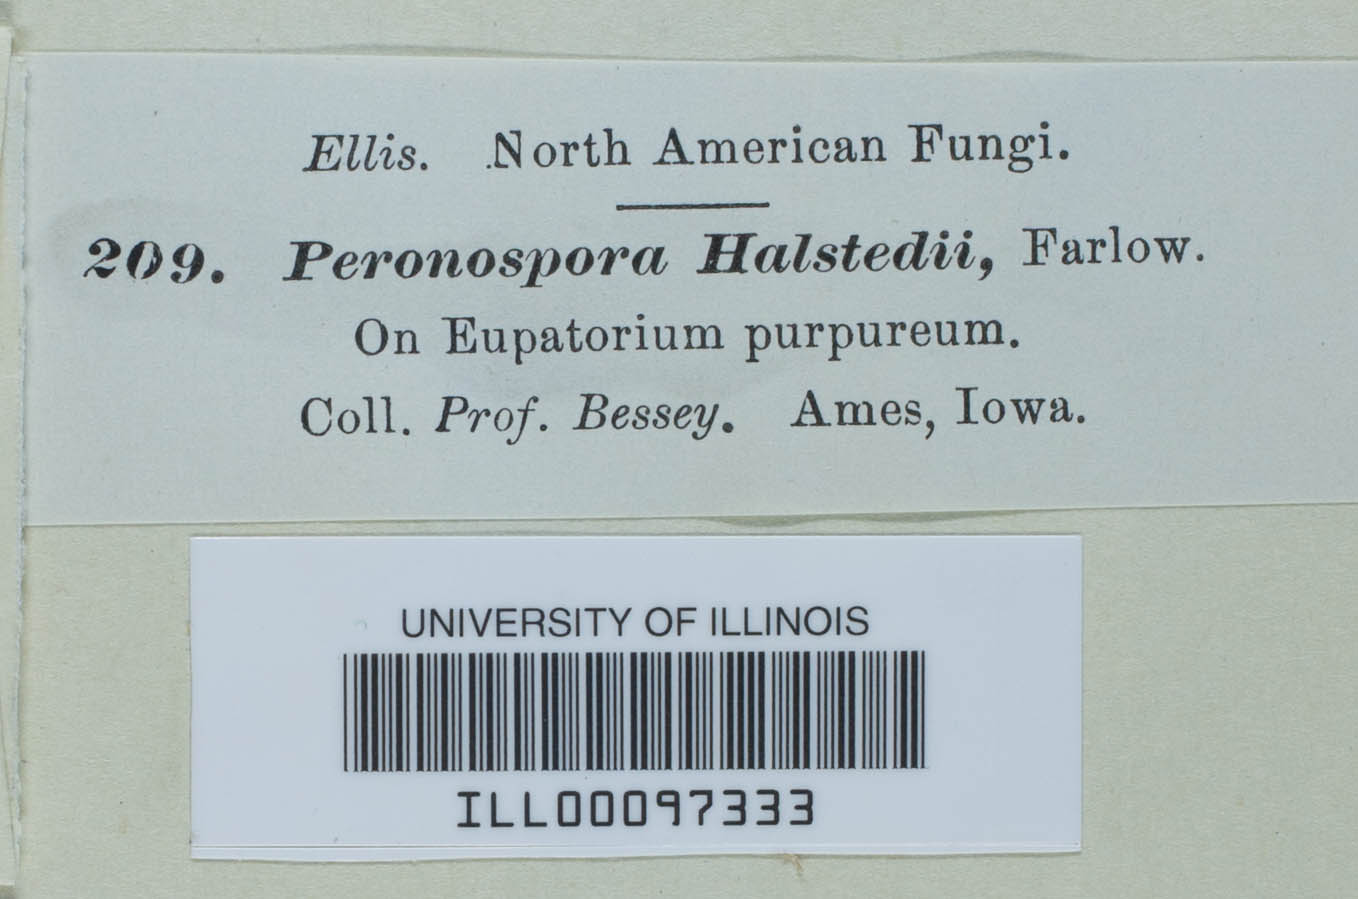 Ellis. North American Fungi.
209. Peronospora Halstedii, Farlow.
On Eupatorium purpureum.
Coll. Prof. Bessey. Ames, Iowa.
UNIVERSITY OF ILLINOIS
ILL00097333